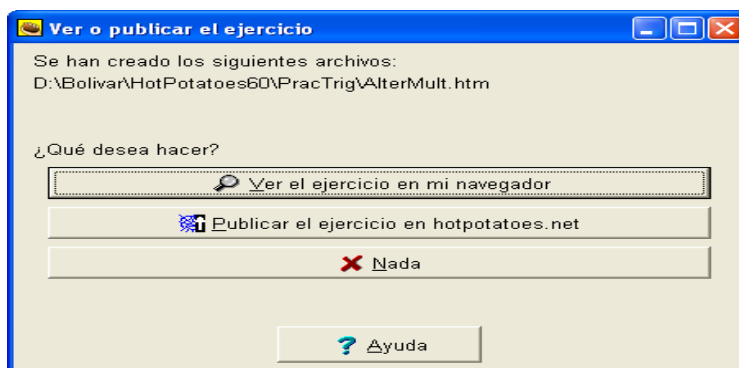 Ver o publicar el ejercicio
Se han creado los siguientes archivos:
D:\Bolivar\HotPotatoes60\PracTrig\AlterMult.htm
¿Qué desea hacer?
Ver el ejercicio en mi navegador
Publicar el ejercicio en hotpotatoes.net
Nada
Ayuda